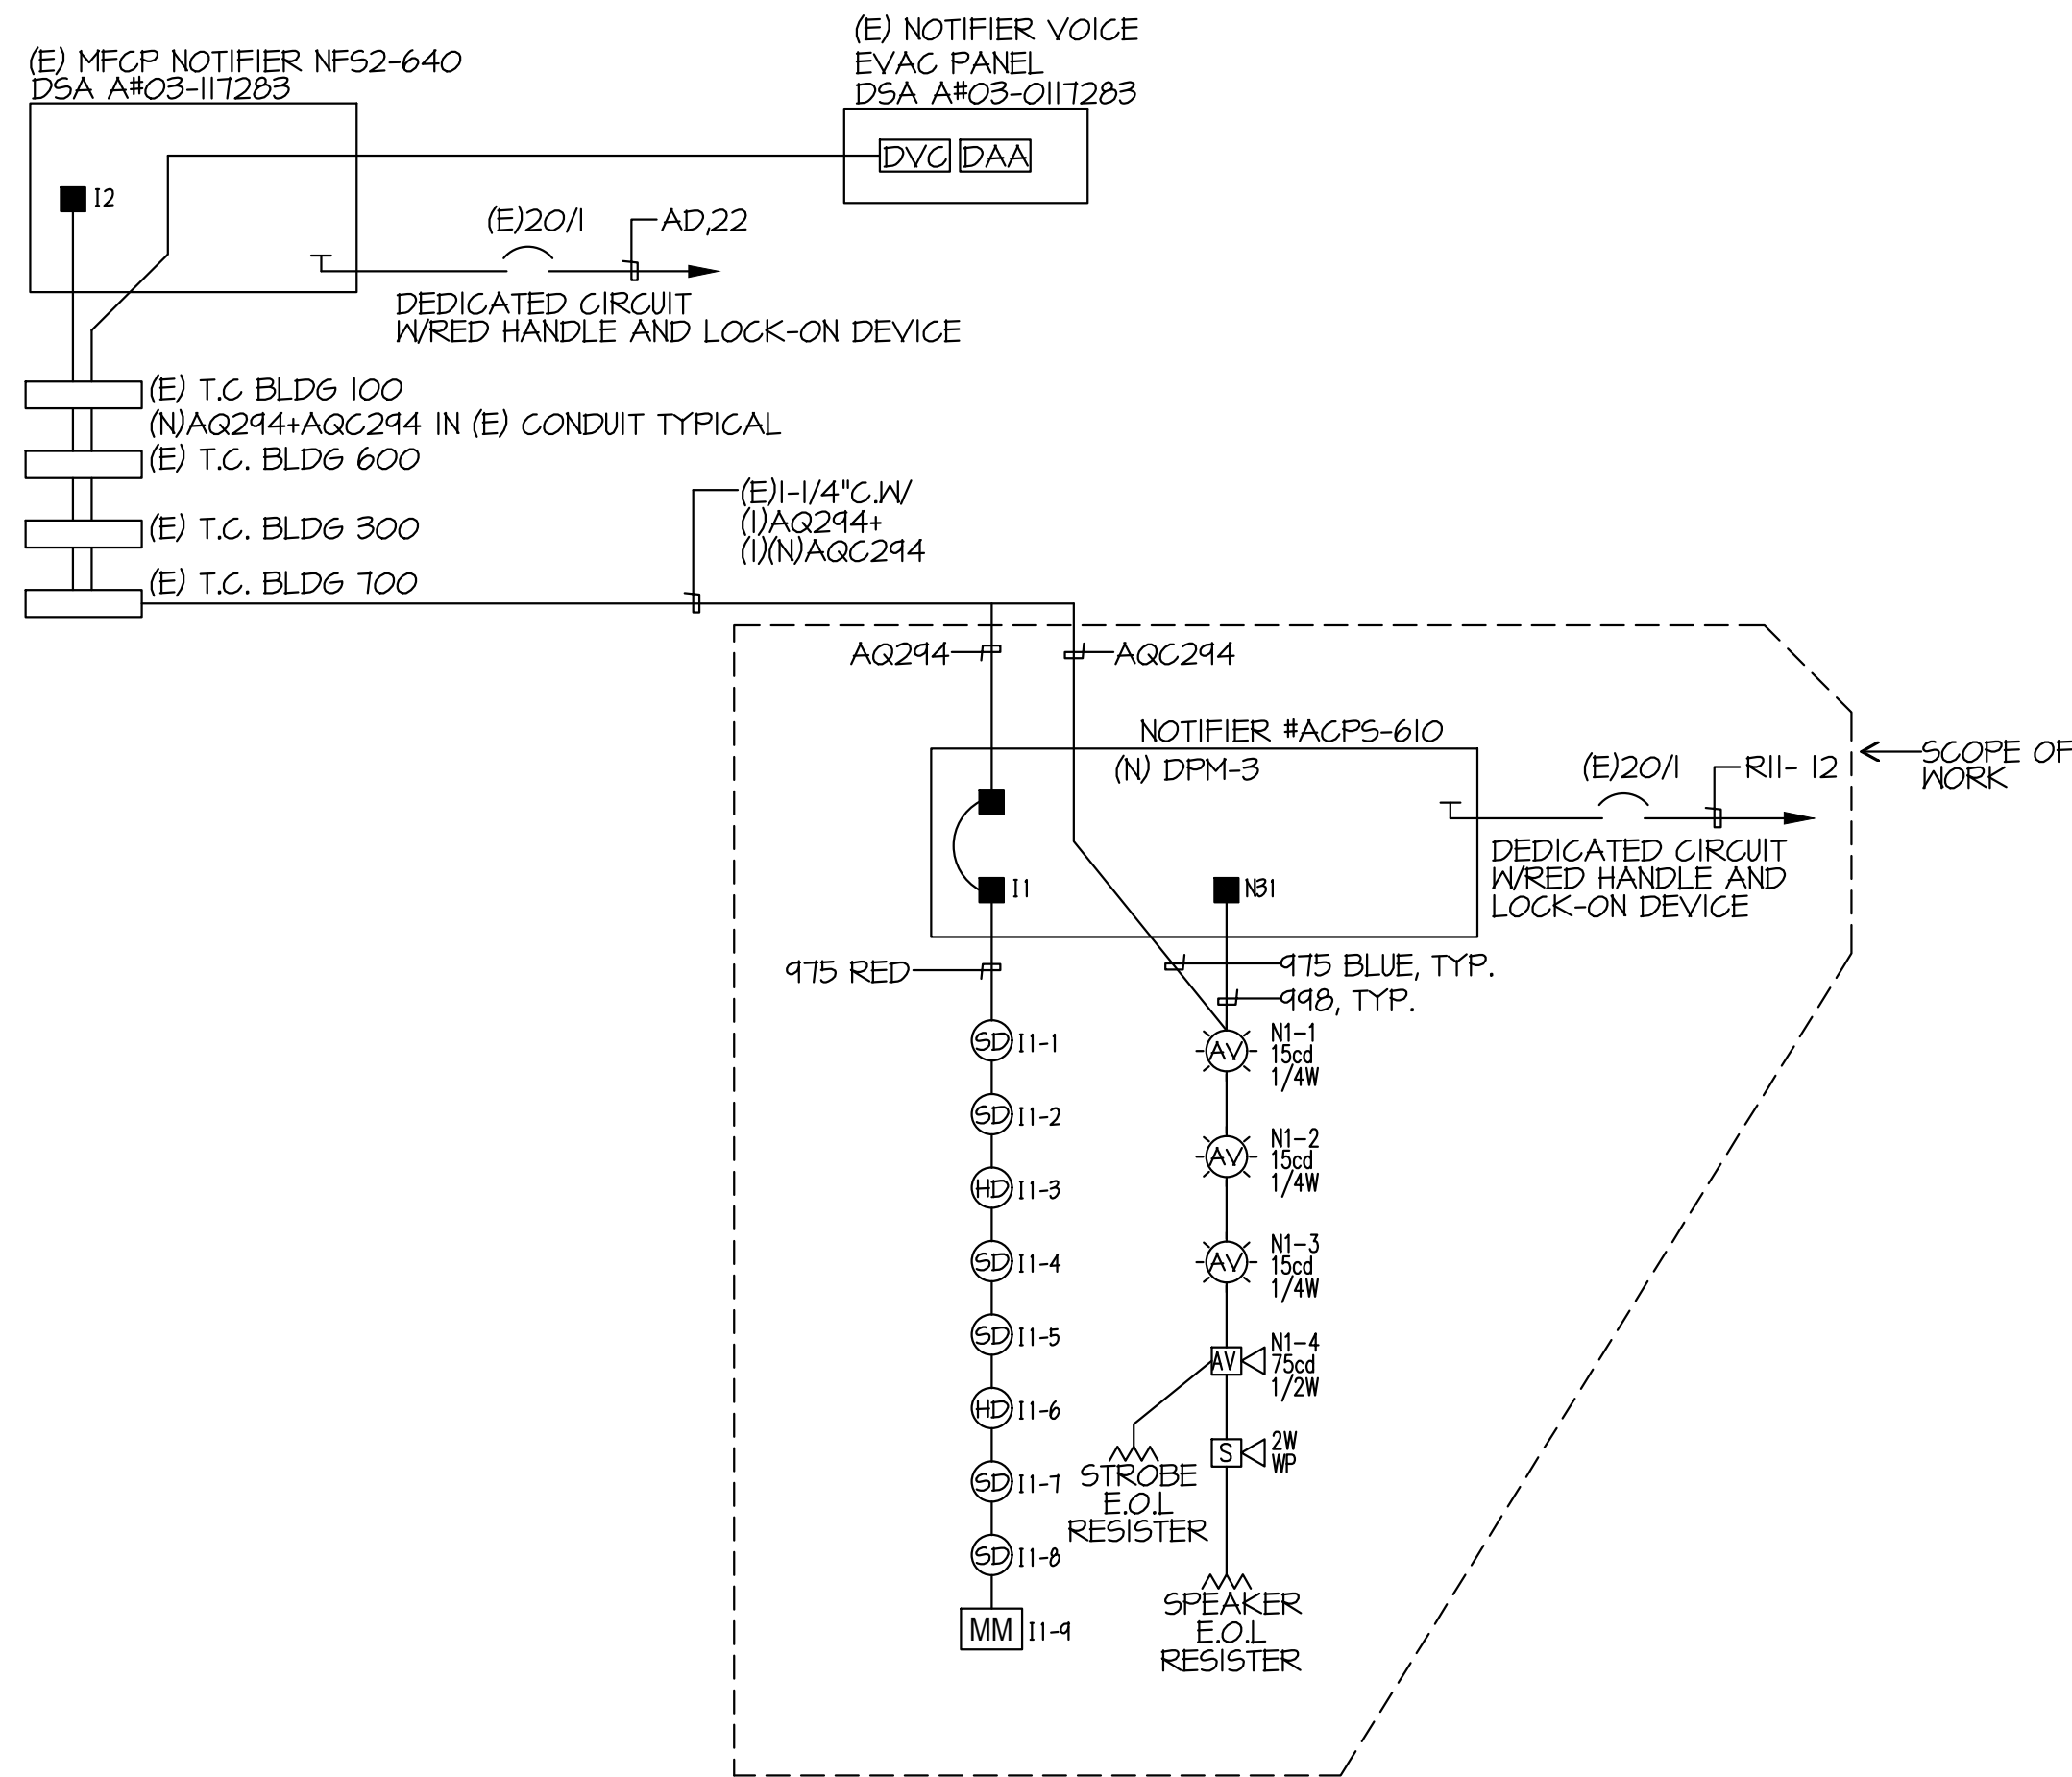 (E) MFCP NOTIFIER NFS2-640
DSA A#03-117283
I2
(E) NOTIFIER VOICE
EVAC PANEL
DSA A#03-0117283
DVC
DAA
(E)20/1
AD,22
DEDICATED CIRCUIT
W/RED HANDLE AND LOCK-ON DEVICE
(E) T.C BLDG 100
(N)AQ294+AQC294 IN (E) CONDUIT TYPICAL
(E) T.C. BLDG 600
(E) T.C. BLDG 300
(E) T.C. BLDG 700
(E)1-1/4"C.W/
(1)AQ294+
(1)(N)AQC294
AQ294
AQC294
NOTIFIER #ACPS-610
(N) DPM-3
I1
N31
(E)20/1
R11- 12
DEDICATED CIRCUIT
W/RED HANDLE AND
LOCK-ON DEVICE
SCOPE OF
WORK
975 RED
975 BLUE, TYP.
998, TYP.
SD I1-1
SD I1-2
HD I1-3
SD I1-4
SD I1-5
HD I1-6
SD I1-7
SD I1-8
MM I1-9
AV
N1-1
15cd
1/4W
AV
N1-2
15cd
1/4W
AV
N1-3
15cd
1/4W
AV
N1-4
75cd
1/2W
S
2W
WP
STROBE
E.O.L
RESISTER
SPEAKER
E.O.L
RESISTER